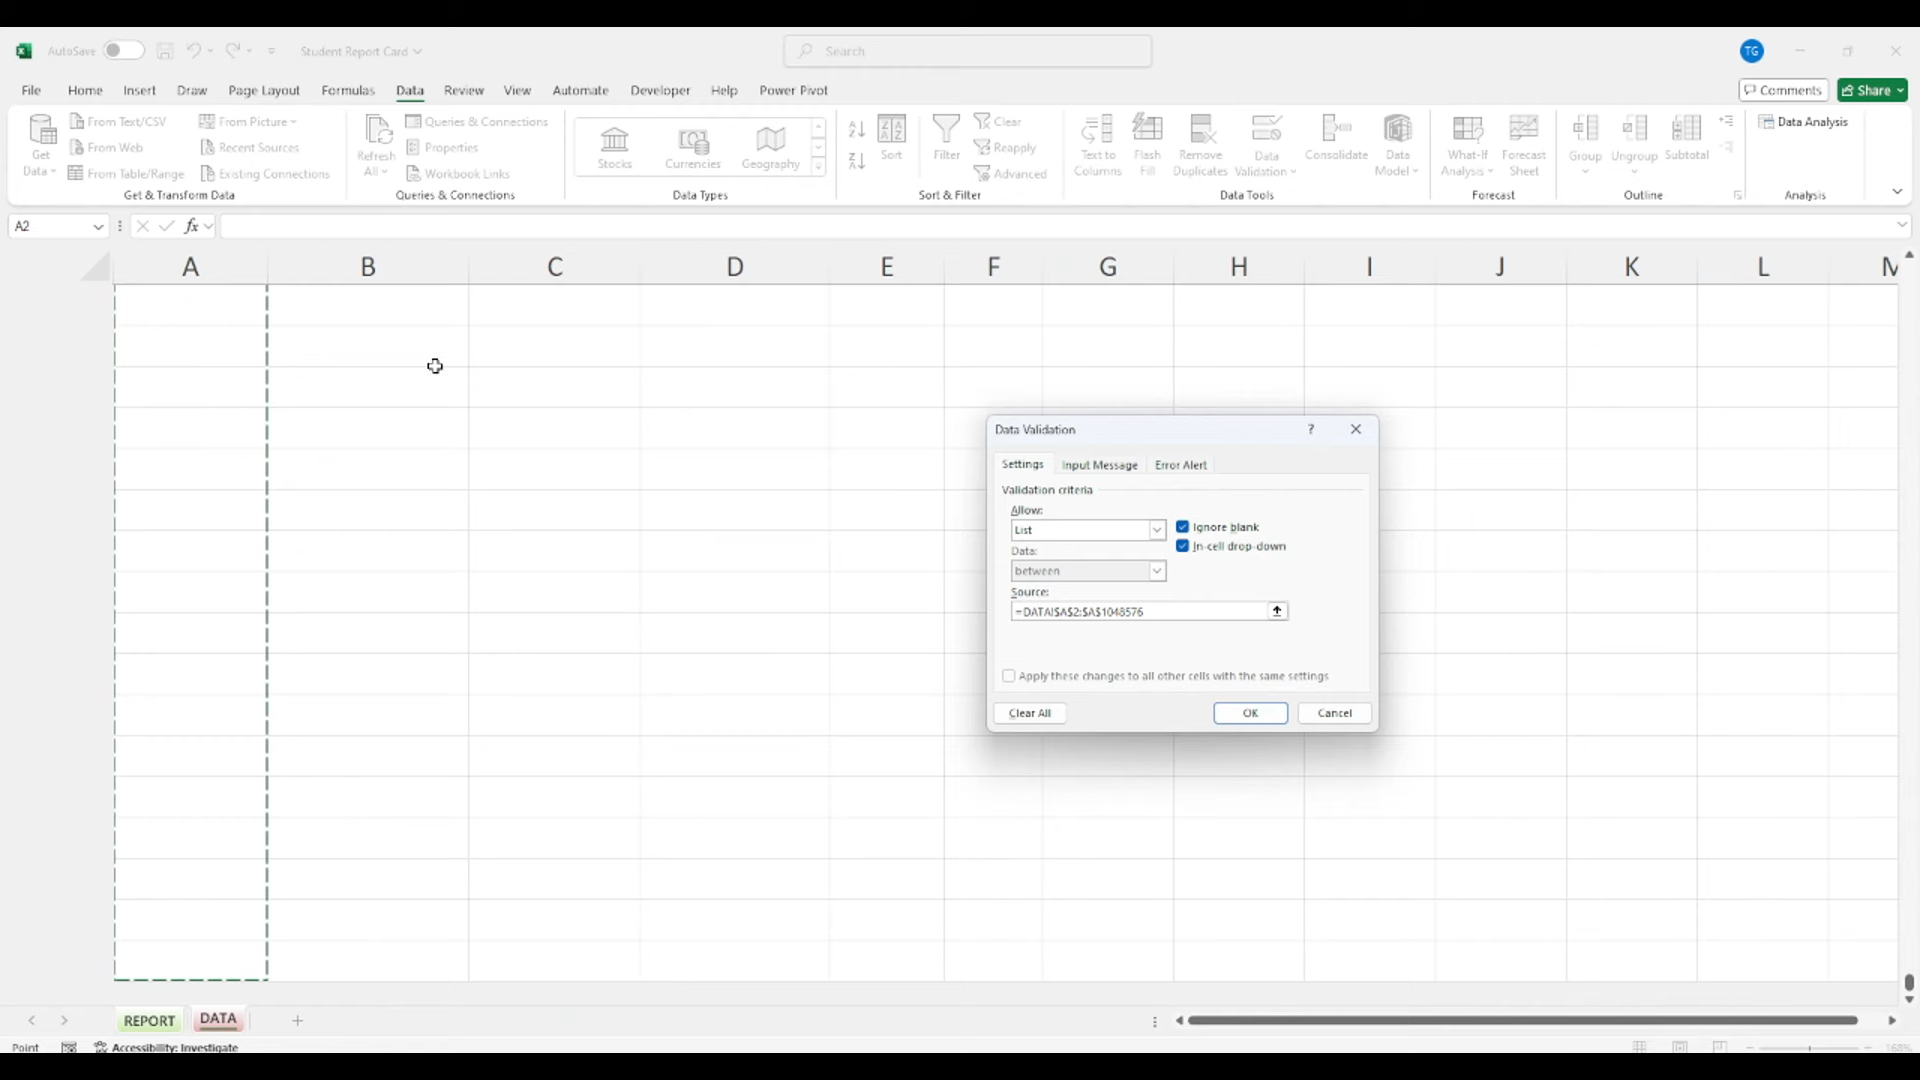 AutoSave
Student Report Card
Search
TG
File Home Insert Draw Page Layout Formulas Data Review View Automate Developer Help Power Pivot
Comments Share
Get Data
From Text/CSV
From Web
From Table/Range
From Picture
Recent Sources
Existing Connections
Get & Transform Data
Refresh All
Queries & Connections
Properties
Workbook Links
Queries & Connections
Stocks Currencies Geography
Data Types
Sort
Filter
Clear
Reapply
Advanced
Sort & Filter
Text to Columns
Flash Fill
Remove Duplicates
Data Validation
Consolidate
Data Model
Data Tools
What-If Analysis
Forecast Sheet
Forecast
Group
Ungroup
Subtotal
Outline
Data Analysis
Analysis
A2
fx
A B C D E F G H I J K L M
Data Validation
?
Settings Input Message Error Alert
Validation criteria
Allow:
List
Ignore blank
In-cell drop-down
Data:
between
Source:
=DATA!$A$2:$A$1048576
Apply these changes to all other cells with the same settings
Clear All OK Cancel
REPORT DATA
Point
Accessibility: Investigate
168%